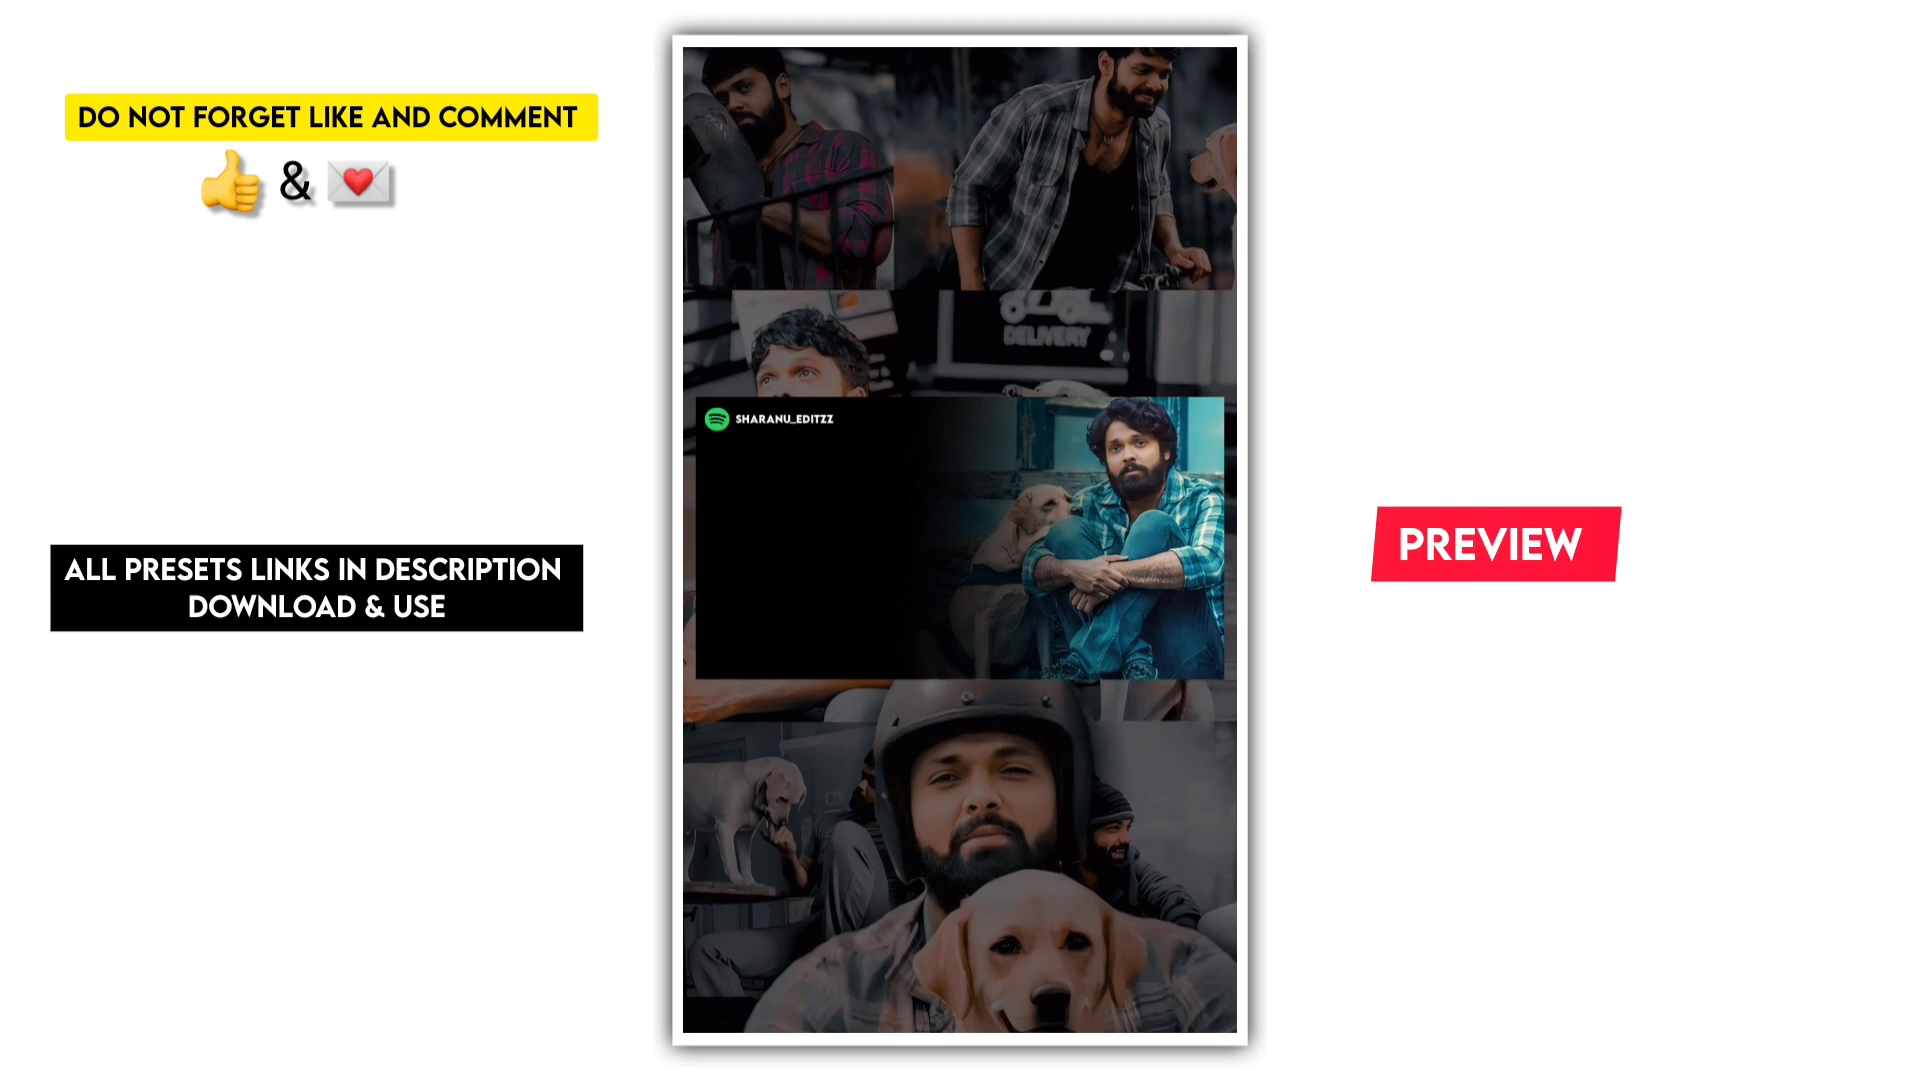 DO NOT FORGET LIKE AND COMMENT
&
DELIVERY
SHARANU_EDITZZ
ALL PRESETS LINKS IN DESCRIPTION
DOWNLOAD & USE
PREVIEW